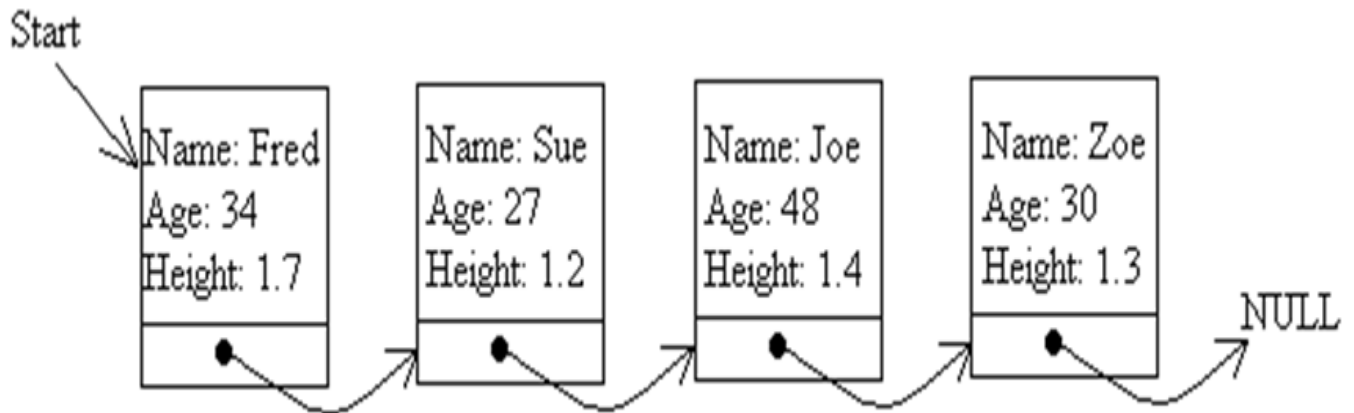 Start
Name: Fred
Age: 34
Height: 1.7
Name: Sue
Age: 27
Height: 1.2
Name: Joe
Age: 48
Height: 1.4
Name: Zoe
Age: 30
Height: 1.3
NULL